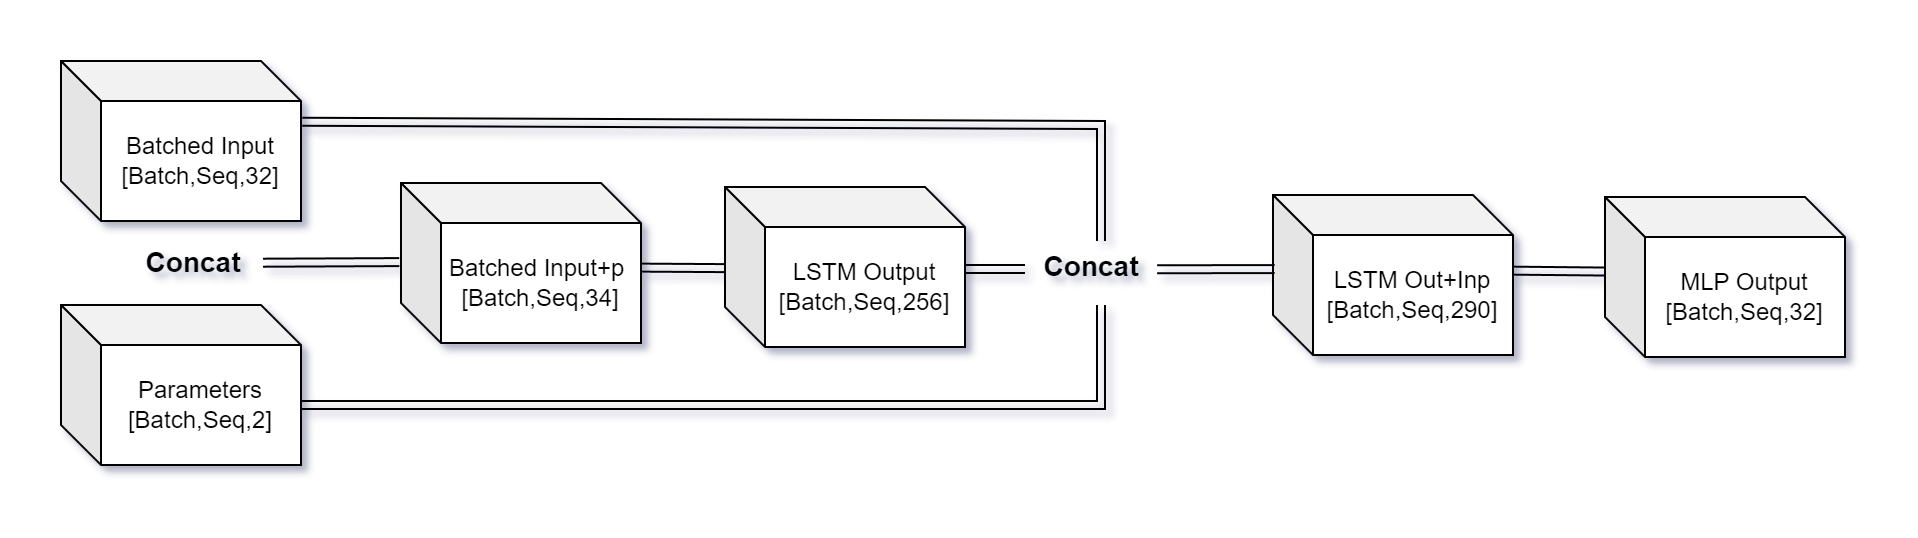 Batched Input
[Batch,Seq,32]
Concat
Parameters
[Batch,Seq,2]
Batched Input+p
[Batch,Seq,34]
LSTM Output
[Batch,Seq,256]
Concat
LSTM Out+Inp
[Batch,Seq,290]
MLP Output
[Batch,Seq,32]